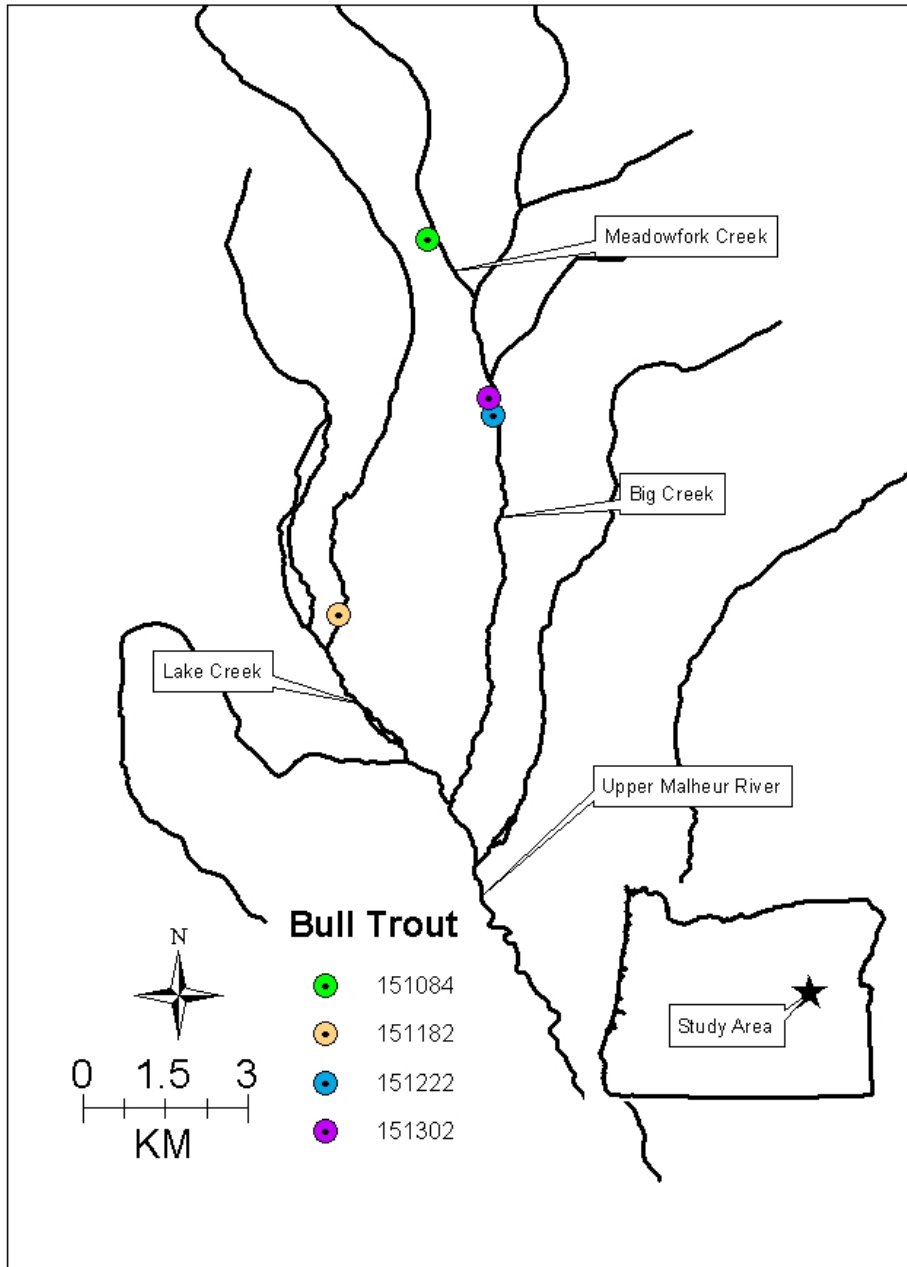 Meadowfork Creek
Big Creek
Lake Creek
Upper Malheur River
Bull Trout
N
151084
Study Area
151182
0 1.5 3
151222
KM
151302